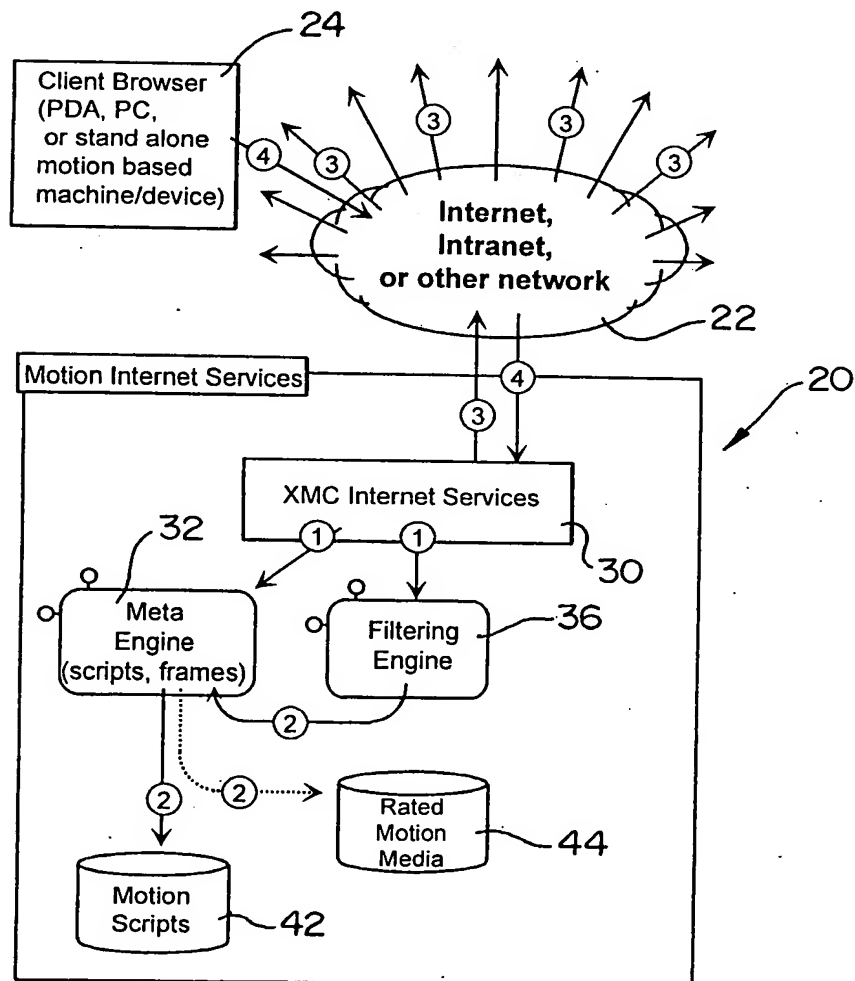 24
Client Browser
(PDA, PC,
or stand alone
motion based
machine/device)
4
3
3
3
3
Internet,
Intranet,
or other network
22
Motion Internet Services
4
3
20
XMC Internet Services
1
1
30
32
Meta
Engine
(scripts, frames)
Filtering
Engine
36
2
2
2
Rated
Motion
Media
44
Motion
Scripts
42